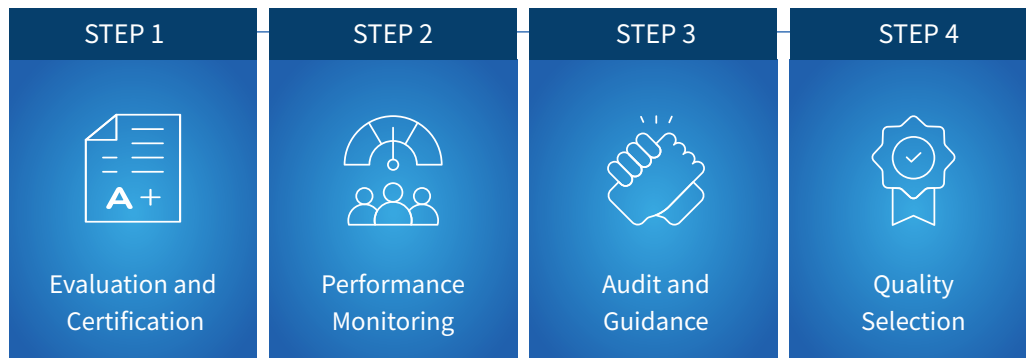 STEP 1
A+
Evaluation and
Certification
STEP 2
Performance
Monitoring
STEP 3
Audit and
Guidance
STEP 4
Quality
Selection